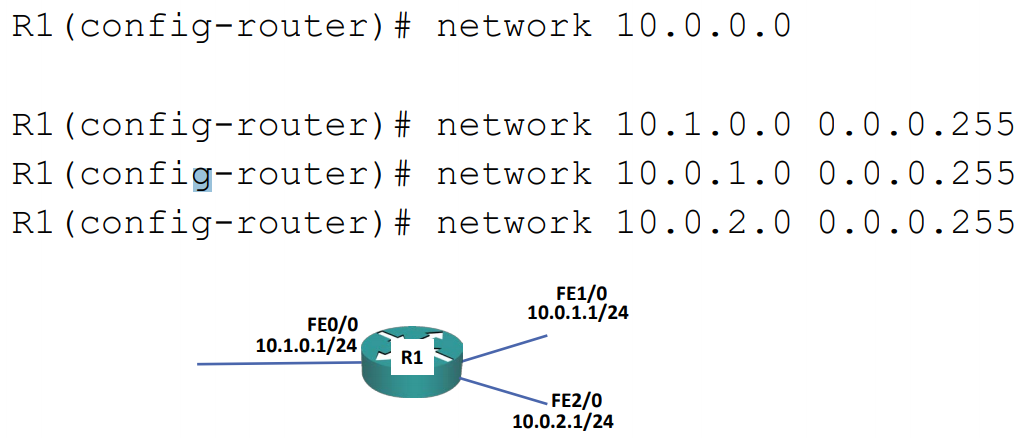 R1(config-router)# network 10.0.0.0
R1(config-router)# network 10.1.0.0 0.0.0.255
R1(config-router)# network 10.0.1.0 0.0.0.255
R1(config-router)# network 10.0.2.0 0.0.0.255
FE1/0
10.0.1.1/24
FE0/0
10.1.0.1/24
R1
FE2/0
10.0.2.1/24